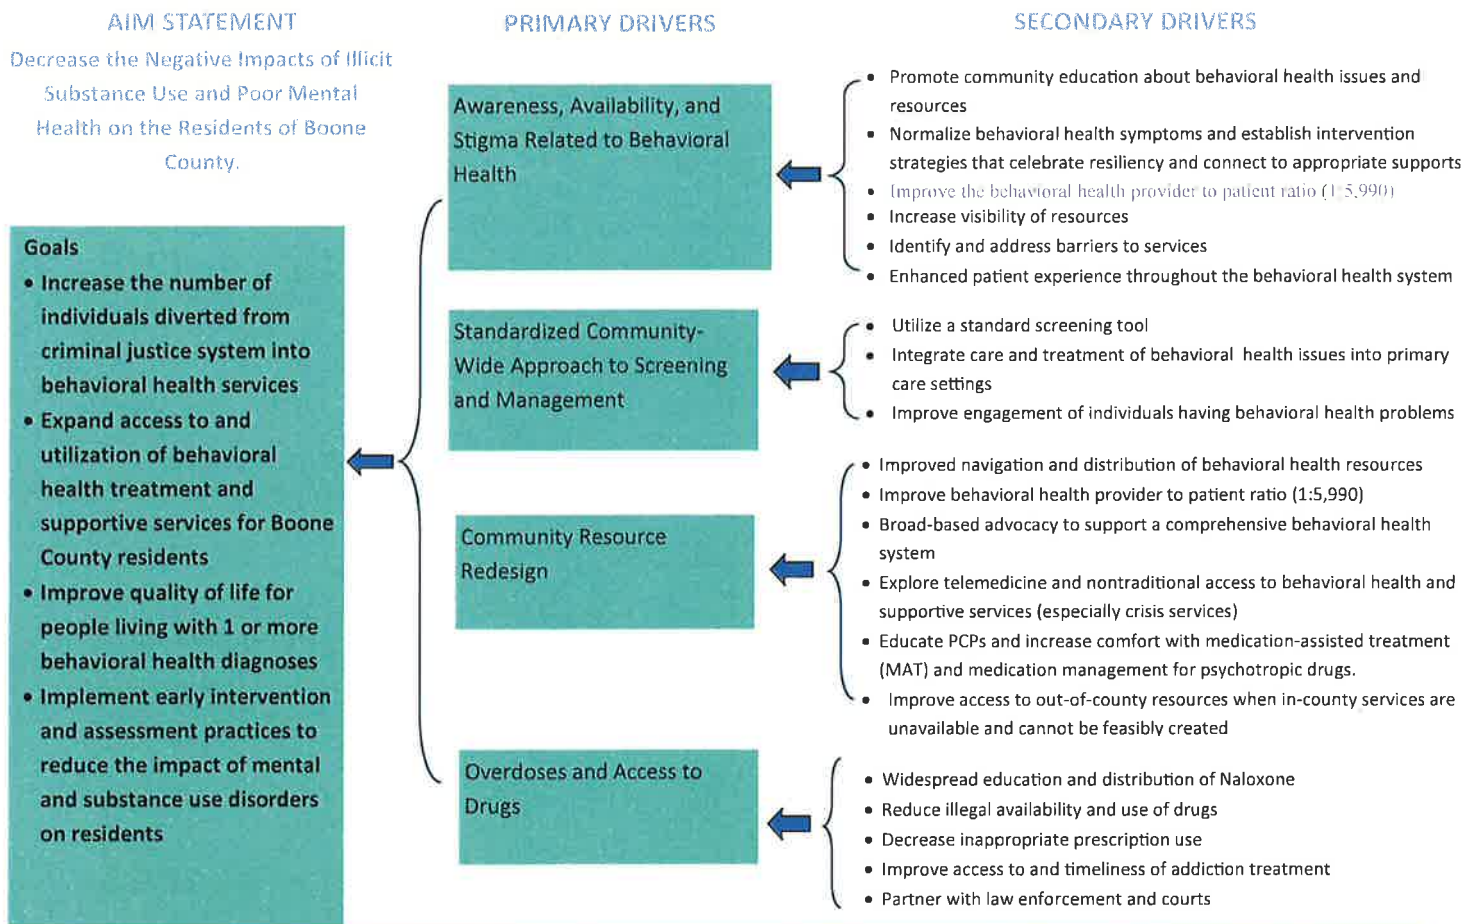 AIM STATEMENT
Decrease the Negative Impacts of Illicit
Substance Use and Poor Mental
Health on the Residents of Boone
County.
Goals
• Increase the number of
individuals diverted from
criminal justice system into
behavioral health services
• Expand access to and
utilization of behavioral
health treatment and
supportive services for Boone
County residents
• Improve quality of life for
people living with 1 or more
behavioral health diagnoses
• Implement early intervention
and assessment practices to
reduce the impact of mental
and substance use disorders
on residents
PRIMARY DRIVERS
Awareness, Availability, and
Stigma Related to Behavioral
Health
Standardized Community-
Wide Approach to Screening
and Management
Community Resource
Redesign
Overdoses and Access to
Drugs
SECONDARY DRIVERS
• Promote community education about behavioral health issues and
resources
• Normalize behavioral health symptoms and establish intervention
strategies that celebrate resiliency and connect to appropriate supports
• Improve the behavioral health provider to patient ratio (1:5,990)
• Increase visibility of resources
• Identify and address barriers to services
• Enhanced patient experience throughout the behavioral health system
• Utilize a standard screening tool
• Integrate care and treatment of behavioral health issues into primary
care settings
• Improve engagement of individuals having behavioral health problems
• Improved navigation and distribution of behavioral health resources
• Improve behavioral health provider to patient ratio (1:5,990)
• Broad-based advocacy to support a comprehensive behavioral health
system
• Explore telemedicine and nontraditional access to behavioral health and
supportive services (especially crisis services)
• Educate PCPs and increase comfort with medication-assisted treatment
(MAT) and medication management for psychotropic drugs.
• Improve access to out-of-county resources when in-county services are
unavailable and cannot be feasibly created
• Widespread education and distribution of Naloxone
• Reduce illegal availability and use of drugs
• Decrease inappropriate prescription use
• Improve access to and timeliness of addiction treatment
• Partner with law enforcement and courts